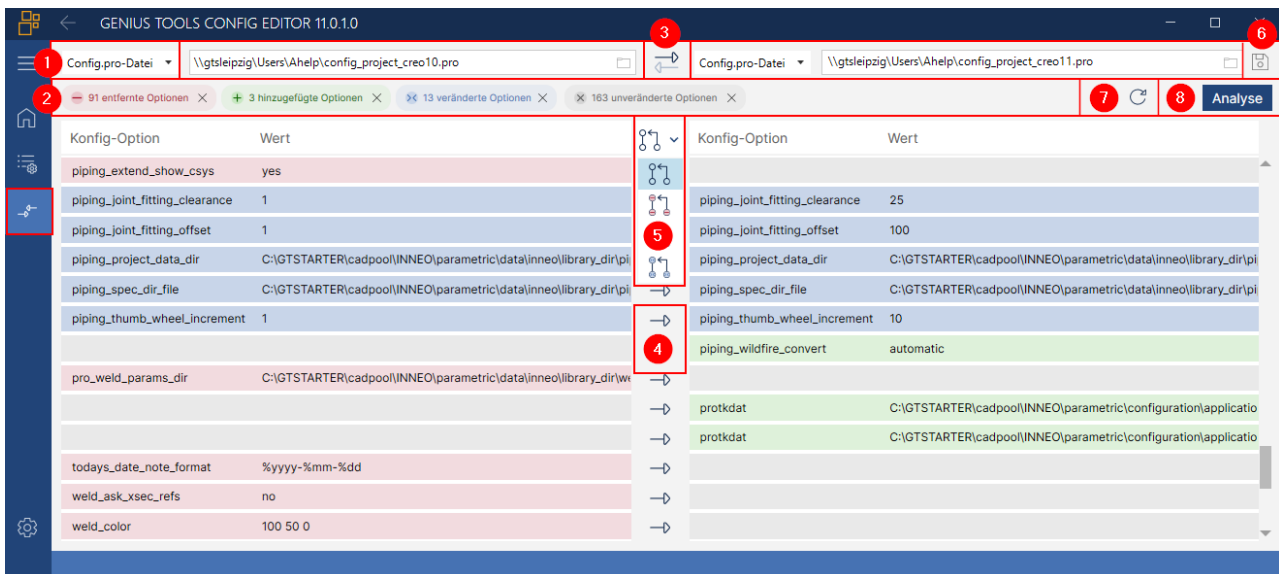 GENIUS TOOLS CONFIG EDITOR 11.0.1.0
1 Config.pro-Datei \\gtsleipzig\Users\Ahelp\config_project_creo10.pro 3 Config.pro-Datei \\gtsleipzig\Users\Ahelp\config_project_creo11.pro 6
2 91 entfernte Optionen 3 hinzugefügte Optionen 13 veränderte Optionen 163 unveränderte Optionen 7 8 Analyse
Konfig-Option Wert Konfig-Option Wert
piping_extend_show_csys yes
piping_joint_fitting_clearance 1 piping_joint_fitting_clearance 25
piping_joint_fitting_offset 1 5 piping_joint_fitting_offset 100
piping_project_data_dir C:\GTSTARTER\cadpool\INNEO\parametric\data\inneo\library_dir\pi piping_project_data_dir C:\GTSTARTER\cadpool\INNEO\parametric\data\inneo\library_dir\pi
piping_spec_dir_file C:\GTSTARTER\cadpool\INNEO\parametric\data\inneo\library_dir\pi piping_spec_dir_file C:\GTSTARTER\cadpool\INNEO\parametric\data\inneo\library_dir\pi
piping_thumb_wheel_increment 1 piping_thumb_wheel_increment 10
4 piping_wildfire_convert automatic
pro_weld_params_dir C:\GTSTARTER\cadpool\INNEO\parametric\data\inneo\library_dir\we
protkdat C:\GTSTARTER\cadpool\INNEO\parametric\configuration\applicatio
protkdat C:\GTSTARTER\cadpool\INNEO\parametric\configuration\applicatio
todays_date_note_format %yyyy-%mm-%dd
weld_ask_xsec_refs no
weld_color 100 50 0